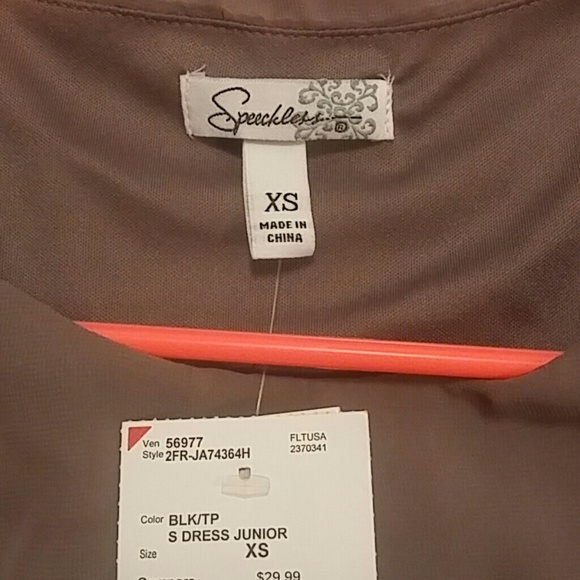 Speechless
®
XS
MADE IN
CHINA
Ven 56977 FLTUSA
Style 2FR-JA74364H 2370341
Color BLK/TP
S DRESS JUNIOR
Size XS
$29.99